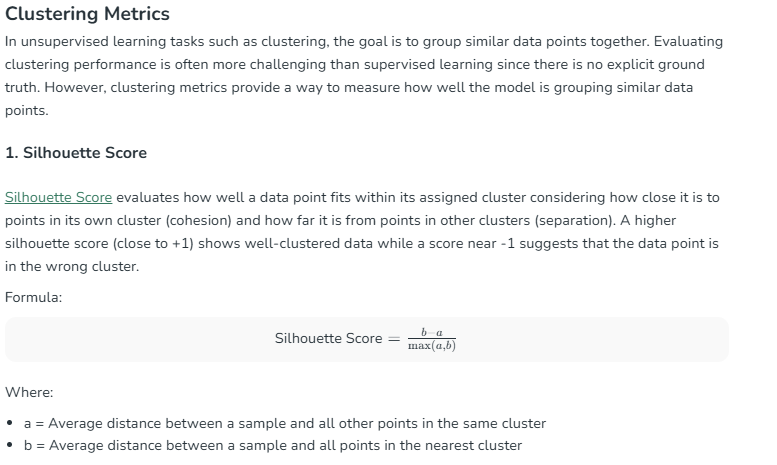 Clustering Metrics
In unsupervised learning tasks such as clustering, the goal is to group similar data points together. Evaluating
clustering performance is often more challenging than supervised learning since there is no explicit ground
truth. However, clustering metrics provide a way to measure how well the model is grouping similar data
points.
1. Silhouette Score
Silhouette Score evaluates how well a data point fits within its assigned cluster considering how close it is to
points in its own cluster (cohesion) and how far it is from points in other clusters (separation). A higher
silhouette score (close to +1) shows well-clustered data while a score near -1 suggests that the data point is
in the wrong cluster.
Formula:
Silhouette Score = \frac{b-a}{\max(a,b)}
Where:
• a = Average distance between a sample and all other points in the same cluster
• b = Average distance between a sample and all points in the nearest cluster